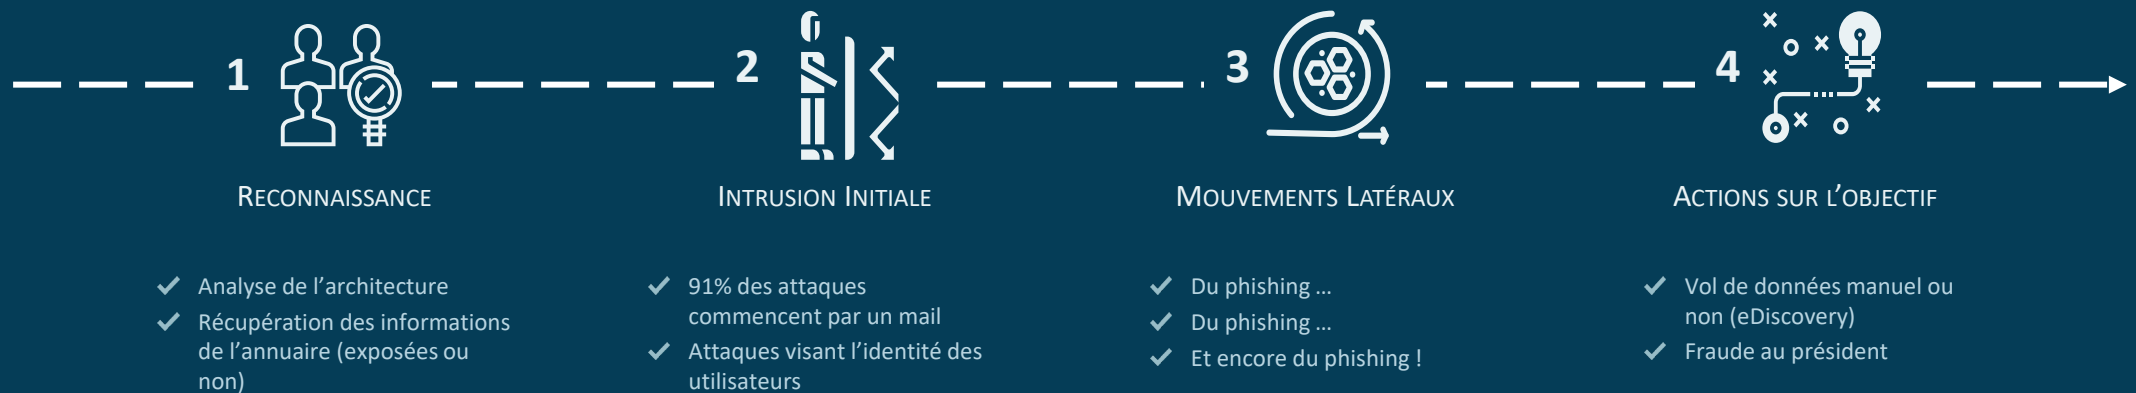 1
RECONNAISSANCE
Analyse de l’architecture
Récupération des informations
de l’annuaire (exposées ou
non)
2
INTRUSION INITIALE
91% des attaques
commencent par un mail
Attaques visant l’identité des
utilisateurs
3
MOUVEMENTS LATÉRAUX
Du phishing ...
Du phishing ...
Et encore du phishing !
4
ACTIONS SUR L’OBJECTIF
Vol de données manuel ou
non (eDiscovery)
Fraude au président